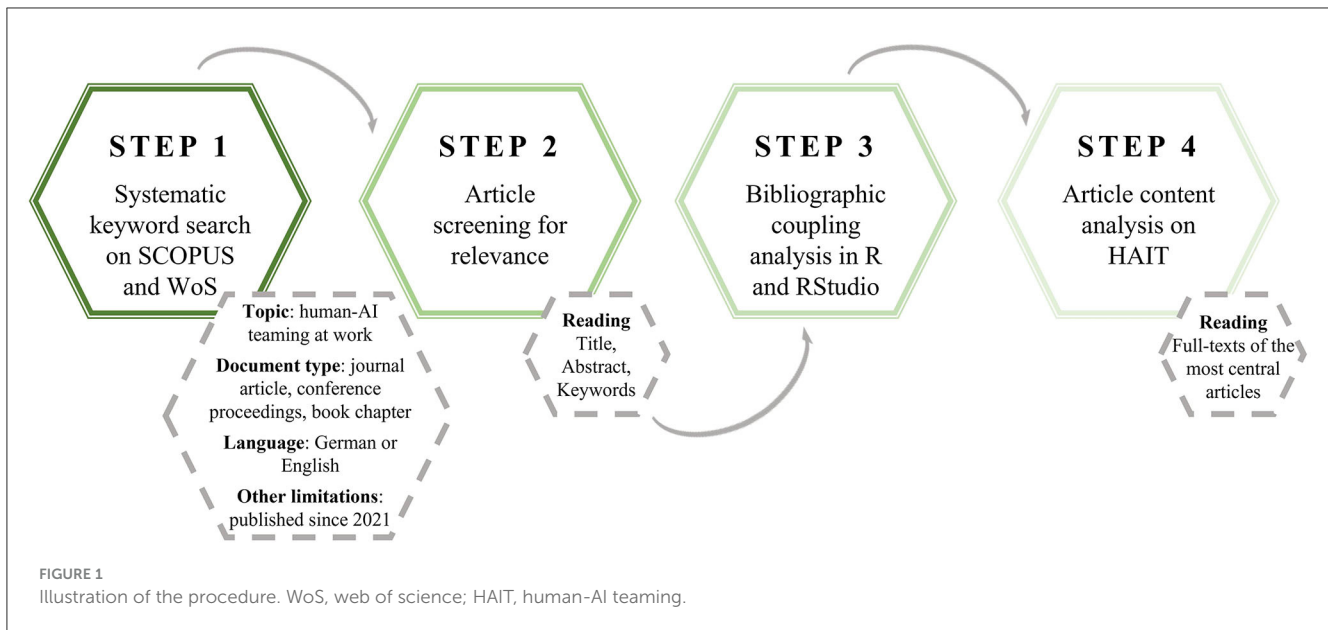 STEP 1
Systematic
keyword search
on SCOPUS
and WoS
Topic: human-AI
teaming at work
Document type: journal
article, conference
proceedings, book chapter
Language: German or
English
Other limitations:
published since 2021
STEP 2
Article
screening for
relevance
Reading
Title,
Abstract,
Keywords
STEP 3
Bibliographic
coupling
analysis in R
and RStudio
STEP 4
Article content
analysis on
HAIT
Reading
Full-texts of the
most central
articles
FIGURE 1
Illustration of the procedure. WoS, web of science; HAIT, human-AI teaming.